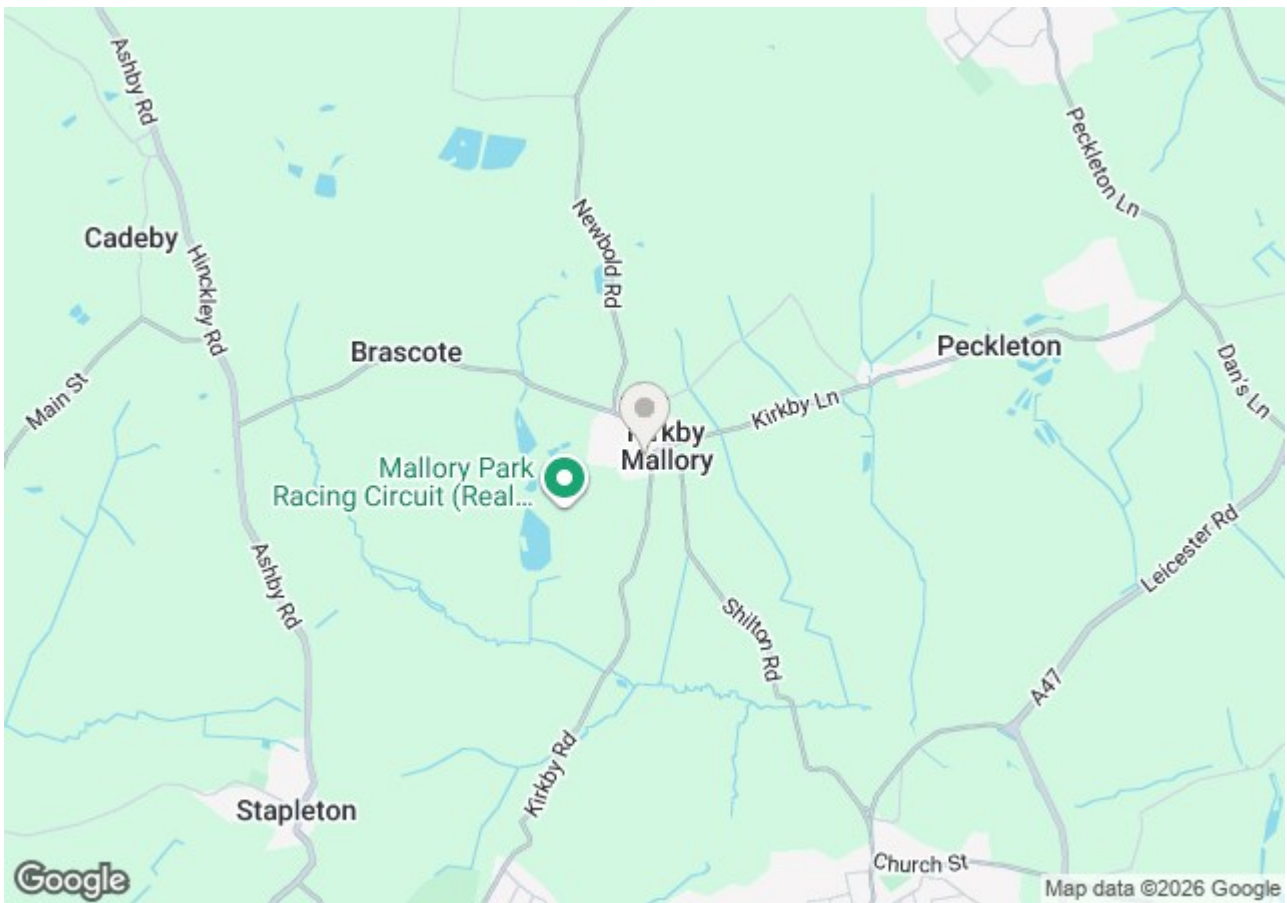 Ashby Rd
Peckleton Ln
Cadeby
Newbold Rd
Hinckley Rd
Brascote
Peckleton
Main St
Dan's Ln
Kirkby Ln
Kirkby
Mallory
Mallory Park
Racing Circuit (Real...
Leicester Rd
Ashby Rd
Shilton Rd
A47
Kirkby Rd
Stapleton
Church St
Google
Map data ©2026 Google